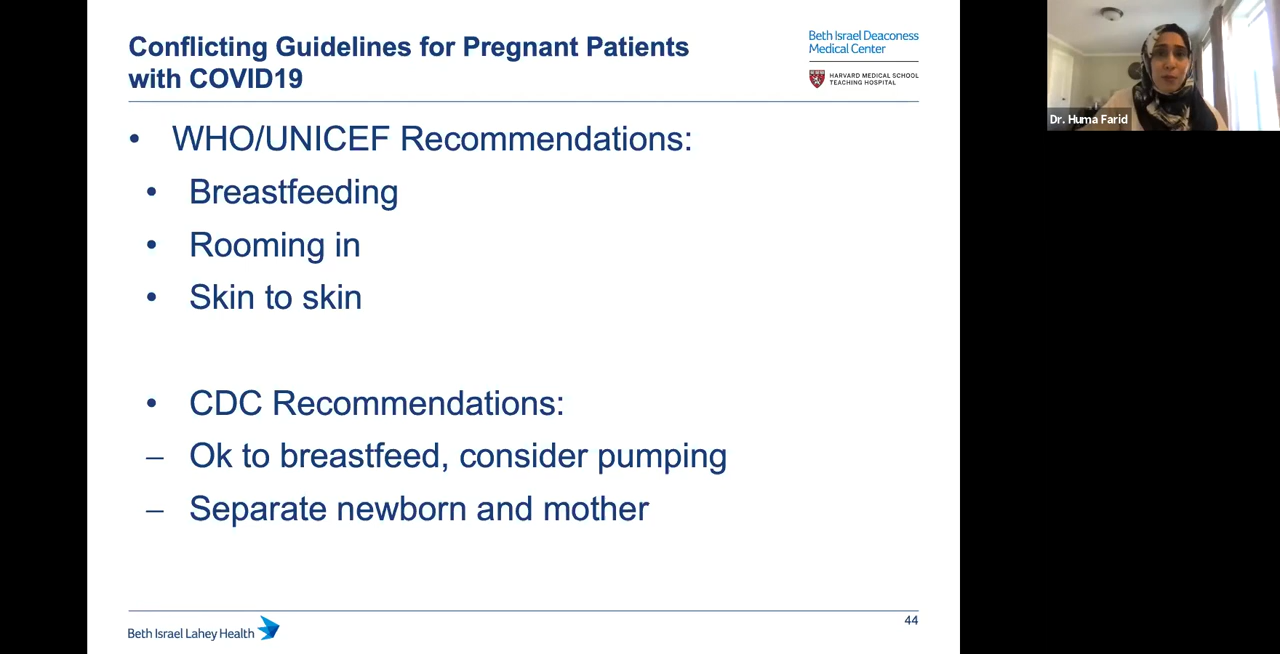 Conflicting Guidelines for Pregnant Patients
with COVID19
Beth Israel Deaconess
Medical Center
HARVARD MEDICAL SCHOOL
TEACHING HOSPITAL
• WHO/UNICEF Recommendations:
• Breastfeeding
• Rooming in
• Skin to skin
• CDC Recommendations:
– Ok to breastfeed, consider pumping
– Separate newborn and mother
Beth Israel Lahey Health
44
Dr. Huma Farid